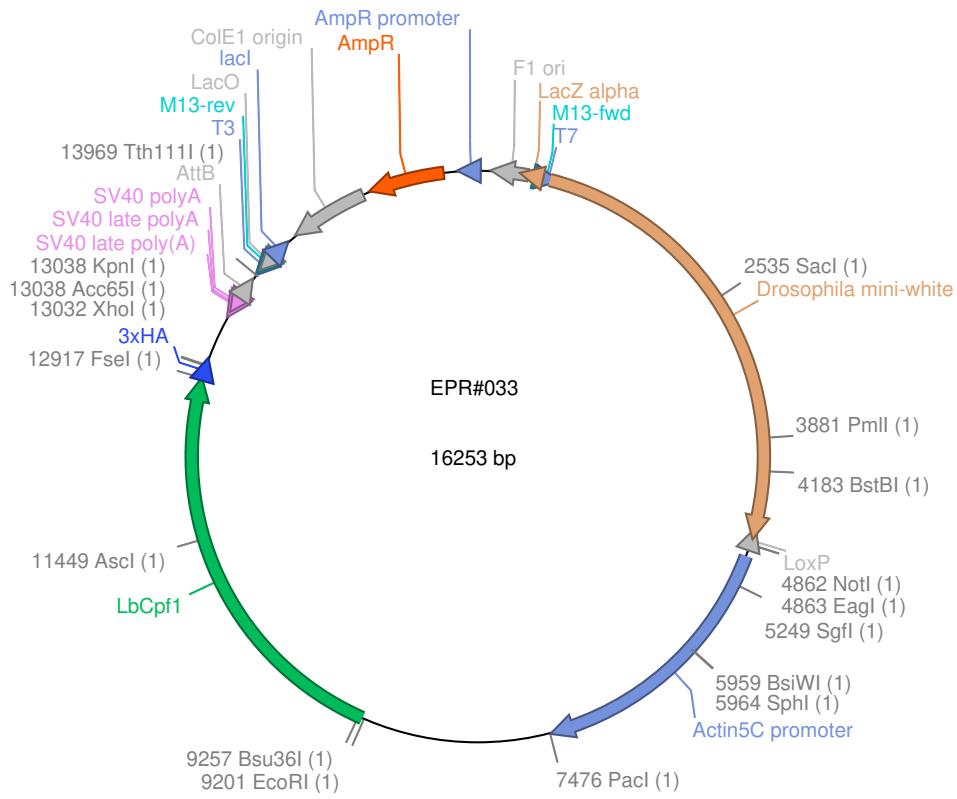 AmpR promoter
ColE1 origin
AmpR
lacI
F1 ori
LacO
LacZ alpha
M13-rev
M13-fwd
T3
T7
13969 Tth111I (1)
AttB
SV40 polyA
SV40 late polyA
SV40 late poly(A)
13038 KpnI (1)
2535 SacI (1)
13038 Acc65I (1)
Drosophila mini-white
13032 XhoI (1)
3xHA
12917 FseI (1)
EPR#033
3881 PmlI (1)
16253 bp
4183 BstBI (1)
11449 AscI (1)
LoxP
4862 NotI (1)
LbCpf1
4863 EagI (1)
5249 SgfI (1)
5959 BsiWI (1)
5964 SphI (1)
Actin5C promoter
9257 Bsu36I (1)
7476 PacI (1)
9201 EcoRI (1)